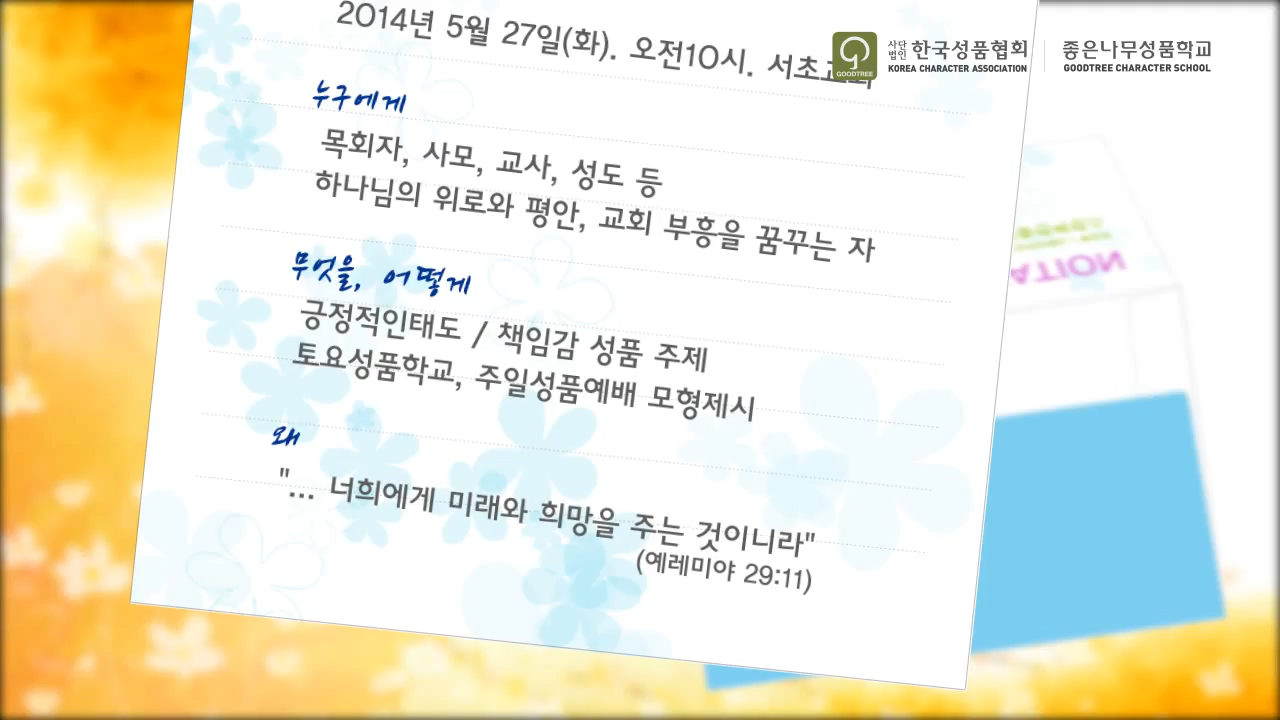 2014년 5월 27일(화). 오전10시. 서초교회
GOODTREE
사단법인 한국성품협회
KOREA CHARACTER ASSOCIATION
좋은나무성품학교
GOODTREE CHARACTER SCHOOL
누구에게
목회자, 사모, 교사, 성도 등
하나님의 위로와 평안, 교회 부흥을 꿈꾸는 자
무엇을, 어떻게
긍정적인태도 / 책임감 성품 주제
토요성품학교, 주일성품예배 모형제시
왜
"... 너희에게 미래와 희망을 주는 것이니라"
(예레미야 29:11)
ATION